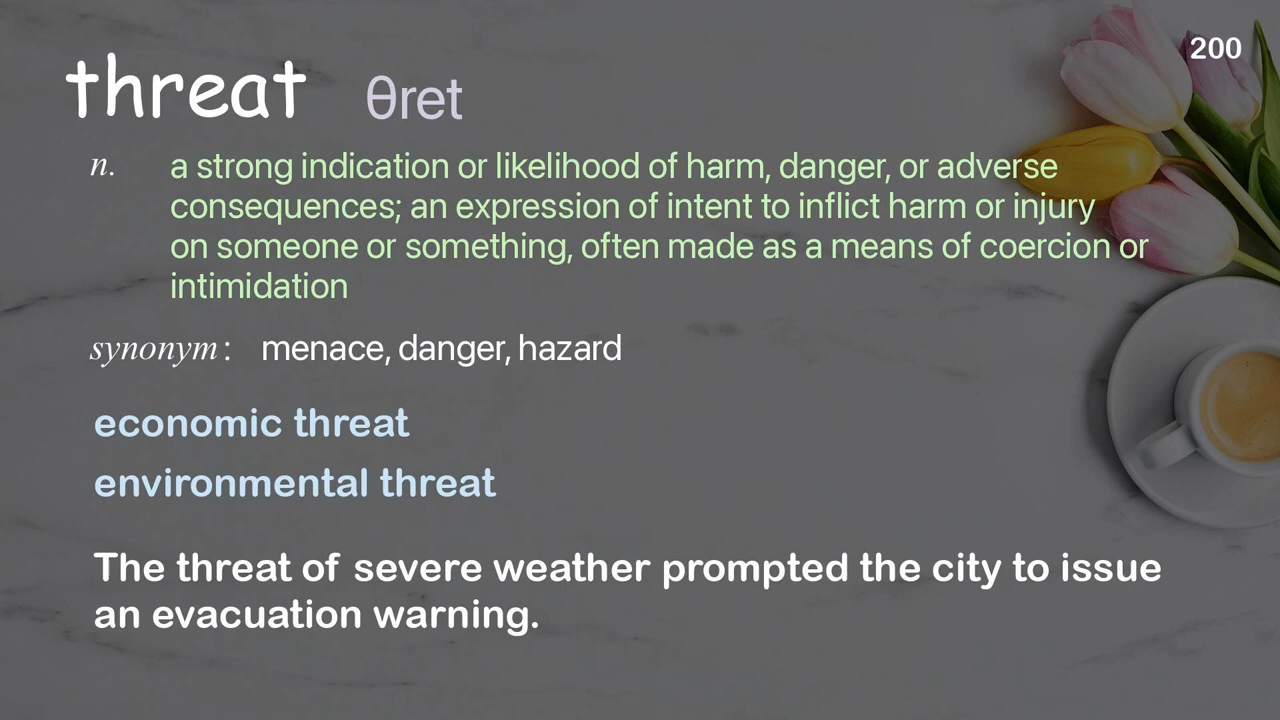 200
threat θret
n. a strong indication or likelihood of harm, danger, or adverse
consequences; an expression of intent to inflict harm or injury
on someone or something, often made as a means of coercion or
intimidation
synonym : menace, danger, hazard
economic threat
environmental threat
The threat of severe weather prompted the city to issue
an evacuation warning.